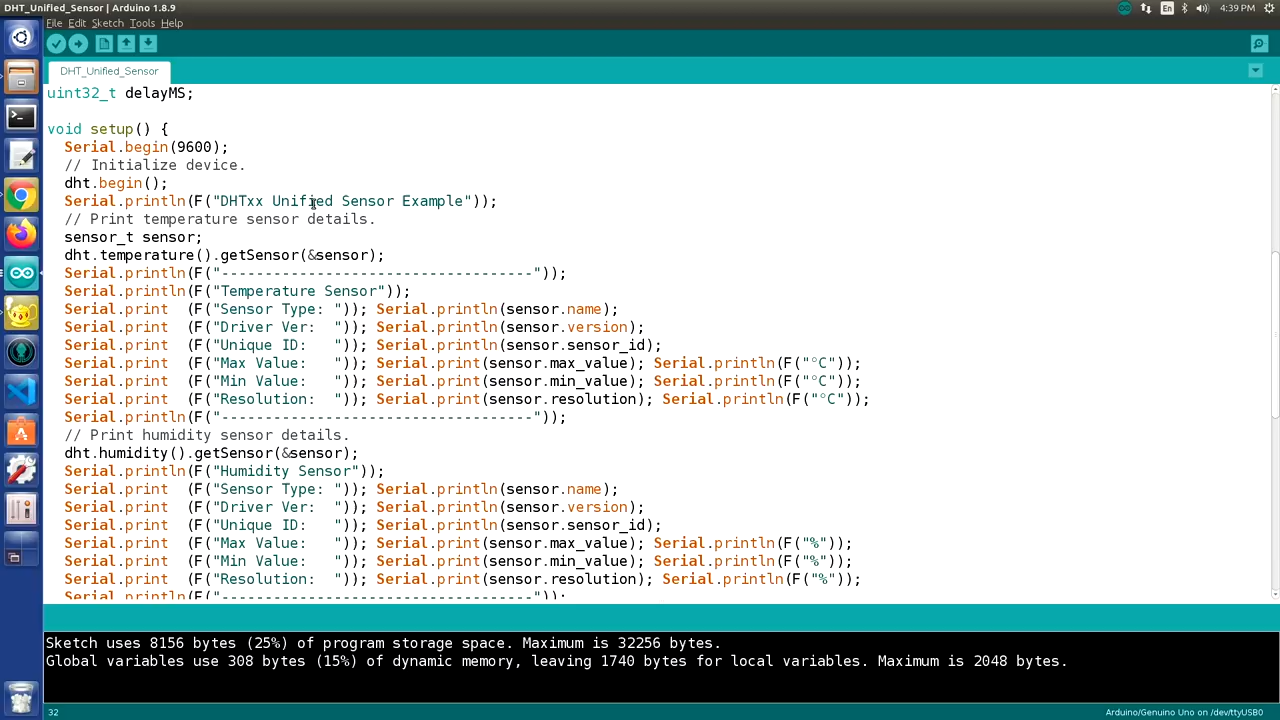 DHT_Unified_Sensor | Arduino 1.8.9
En
4:39 PM
File Edit Sketch Tools Help
DHT_Unified_Sensor
uint32_t delayMS;
void setup() {
Serial.begin(9600);
// Initialize device.
dht.begin();
Serial.println(F("DHTxx Unified Sensor Example"));
// Print temperature sensor details.
sensor_t sensor;
dht.temperature().getSensor(&sensor);
Serial.println(F("------------------------------------"));
Serial.println(F("Temperature Sensor"));
Serial.print  (F("Sensor Type: ")); Serial.println(sensor.name);
Serial.print  (F("Driver Ver:  ")); Serial.println(sensor.version);
Serial.print  (F("Unique ID:   ")); Serial.println(sensor.sensor_id);
Serial.print  (F("Max Value:   ")); Serial.print(sensor.max_value); Serial.println(F("°C"));
Serial.print  (F("Min Value:   ")); Serial.print(sensor.min_value); Serial.println(F("°C"));
Serial.print  (F("Resolution:  ")); Serial.print(sensor.resolution); Serial.println(F("°C"));
Serial.println(F("------------------------------------"));
// Print humidity sensor details.
dht.humidity().getSensor(&sensor);
Serial.println(F("Humidity Sensor"));
Serial.print  (F("Sensor Type: ")); Serial.println(sensor.name);
Serial.print  (F("Driver Ver:  ")); Serial.println(sensor.version);
Serial.print  (F("Unique ID:   ")); Serial.println(sensor.sensor_id);
Serial.print  (F("Max Value:   ")); Serial.print(sensor.max_value); Serial.println(F("%"));
Serial.print  (F("Min Value:   ")); Serial.print(sensor.min_value); Serial.println(F("%"));
Serial.print  (F("Resolution:  ")); Serial.print(sensor.resolution); Serial.println(F("%"));
Serial.println(F("------------------------------------"));
Sketch uses 8156 bytes (25%) of program storage space. Maximum is 32256 bytes.
Global variables use 308 bytes (15%) of dynamic memory, leaving 1740 bytes for local variables. Maximum is 2048 bytes.
32
Arduino/Genuino Uno on /dev/ttyUSB0